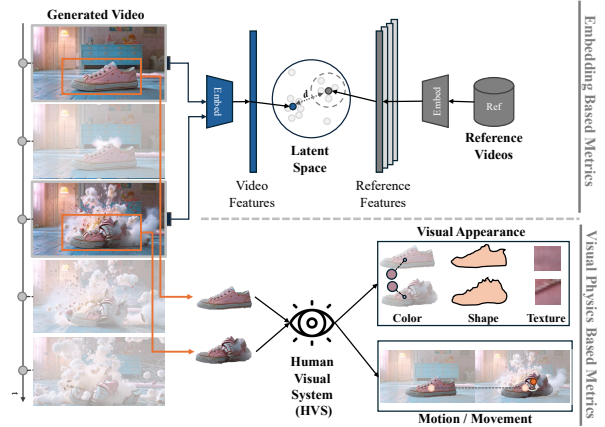 Generated Video
t
Embed
Video
Features
d
Latent
Space
Reference
Features
Embed
Ref
Reference
Videos
Embedding Based Metrics
Human
Visual
System
(HVS)
Visual Appearance
Color
Shape
Texture
Motion / Movement
Visual Physics Based Metrics